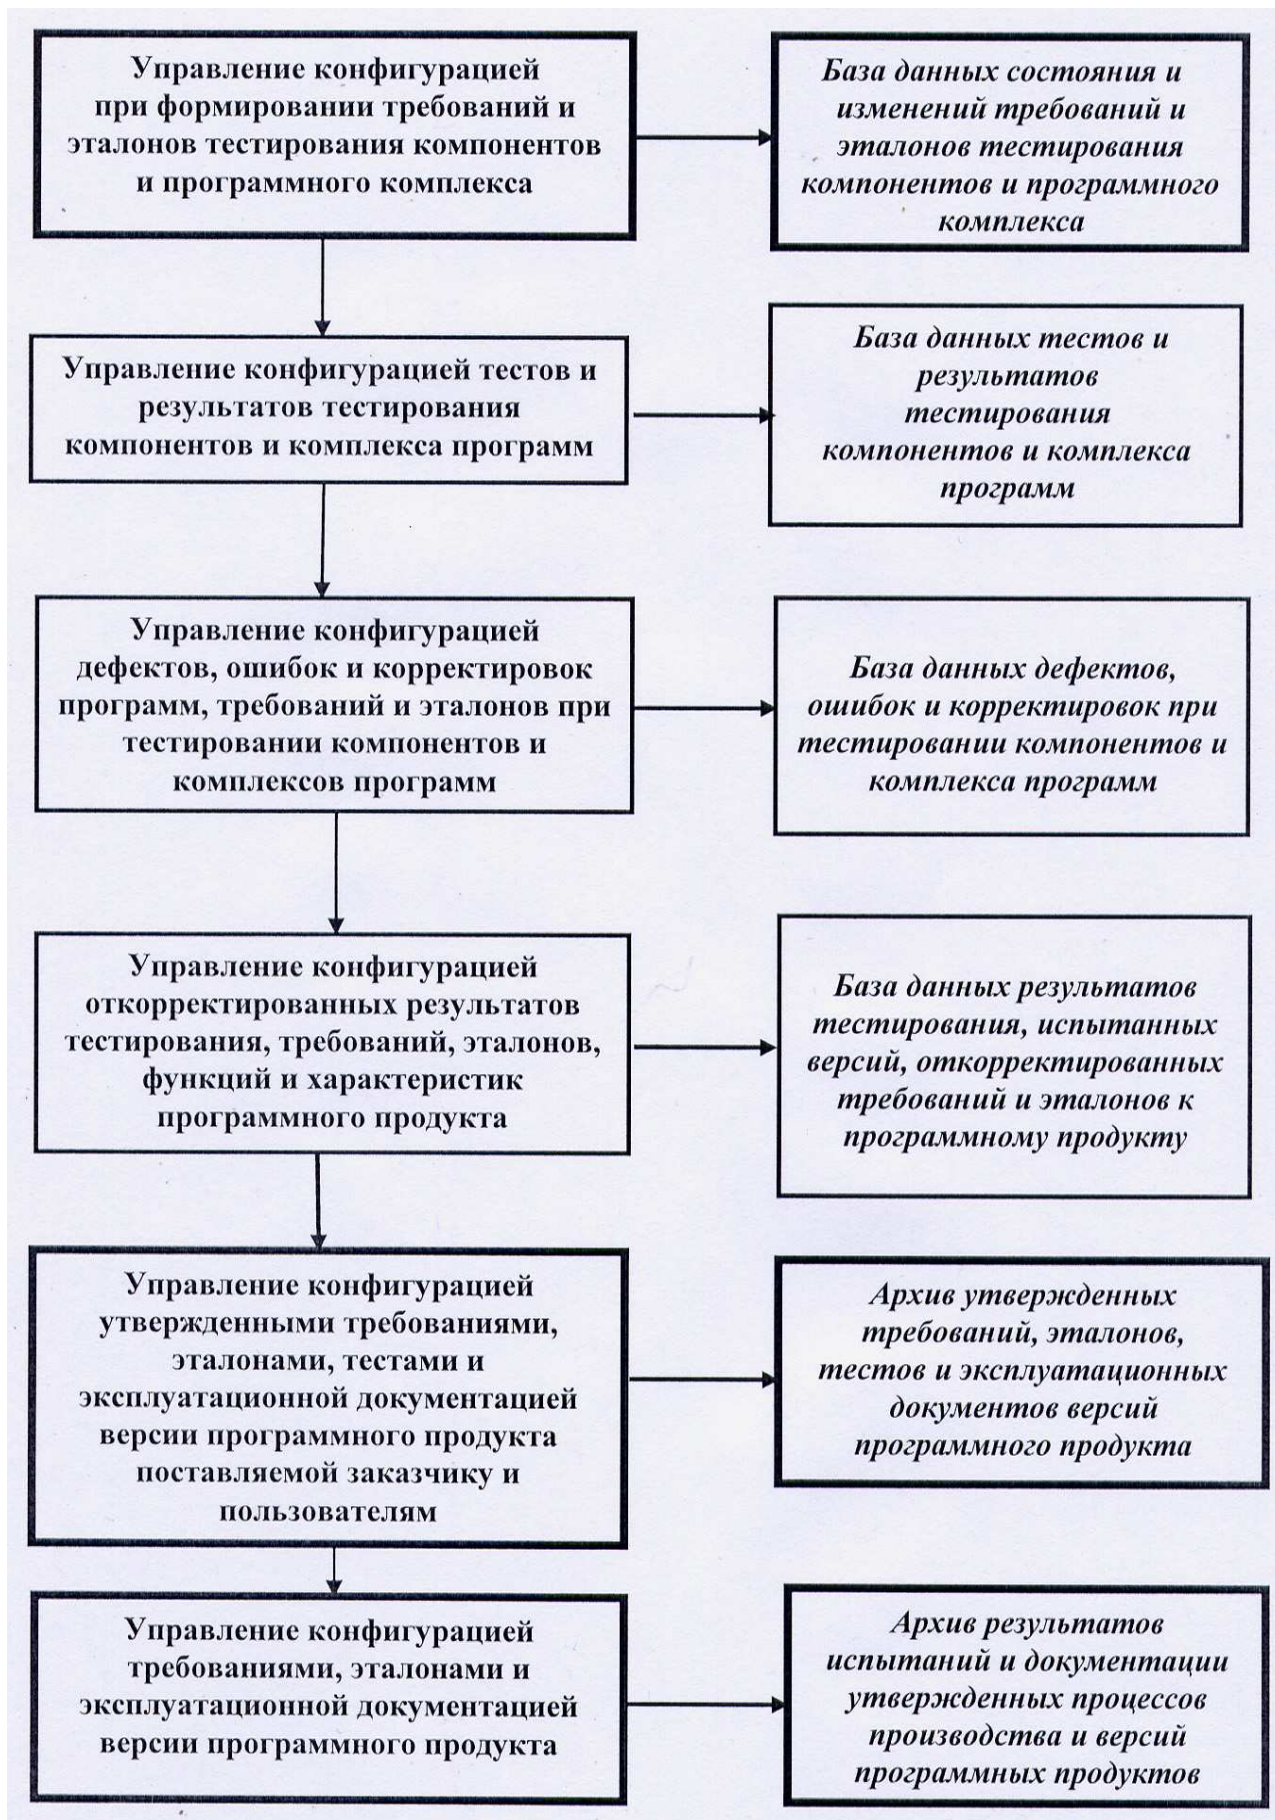 Управление конфигурацией
при формировании требований и
эталонов тестирования компонентов
и программного комплекса
База данных состояния и
изменений требований и
эталонов тестирования
компонентов и программного
комплекса
Управление конфигурацией тестов и
результатов тестирования
компонентов и комплекса программ
База данных тестов и
результатов
тестирования
компонентов и комплекса
программ
Управление конфигурацией
дефектов, ошибок и корректировок
программ, требований и эталонов при
тестировании компонентов и
комплексов программ
База данных дефектов,
ошибок и корректировок при
тестировании компонентов и
комплекса программ
Управление конфигурацией
откорректированных результатов
тестирования, требований, эталонов,
функций и характеристик
программного продукта
База данных результатов
тестирования, испытанных
версий, откорректированных
требований и эталонов к
программному продукту
Управление конфигурацией
утвержденными требованиями,
эталонами, тестами и
эксплуатационной документацией
версии программного продукта
поставляемой заказчику и
пользователям
Архив утвержденных
требований, эталонов,
тестов и эксплуатационных
документов версий
программного продукта
Управление конфигурацией
требованиями, эталонами и
эксплуатационной документацией
версии программного продукта
Архив результатов
испытаний и документации
утвержденных процессов
производства и версий
программных продуктов